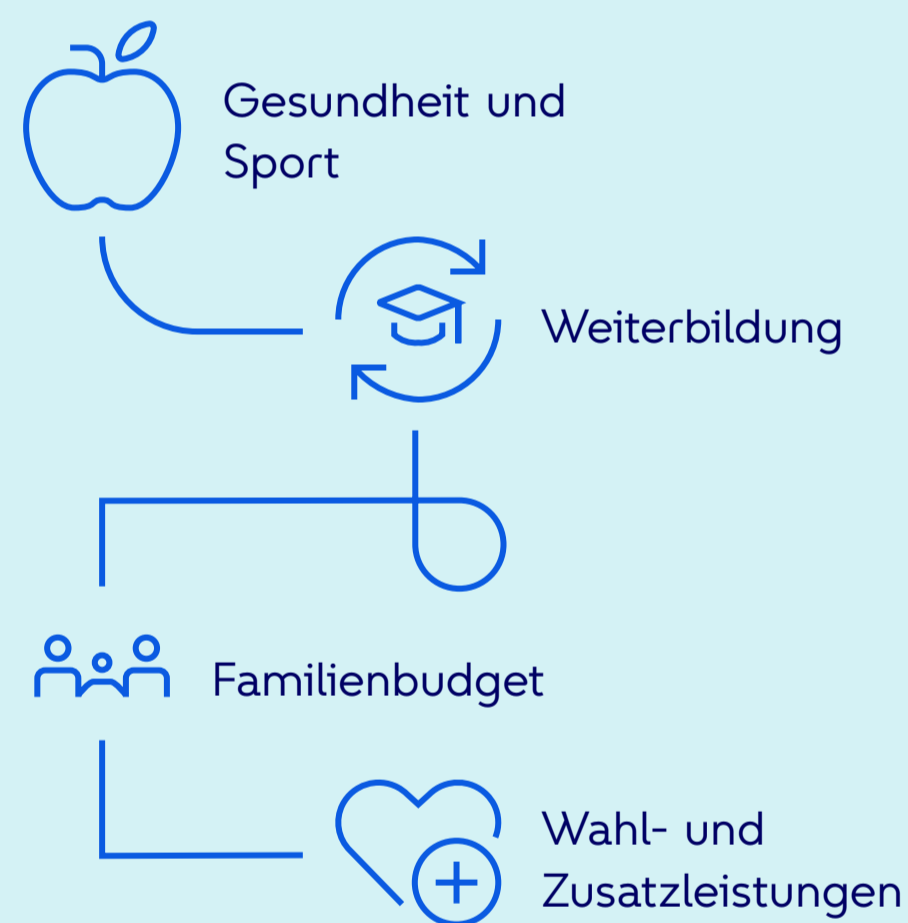 Gesundheit und
Sport
Weiterbildung
Familienbudget
Wahl- und
Zusatzleistungen